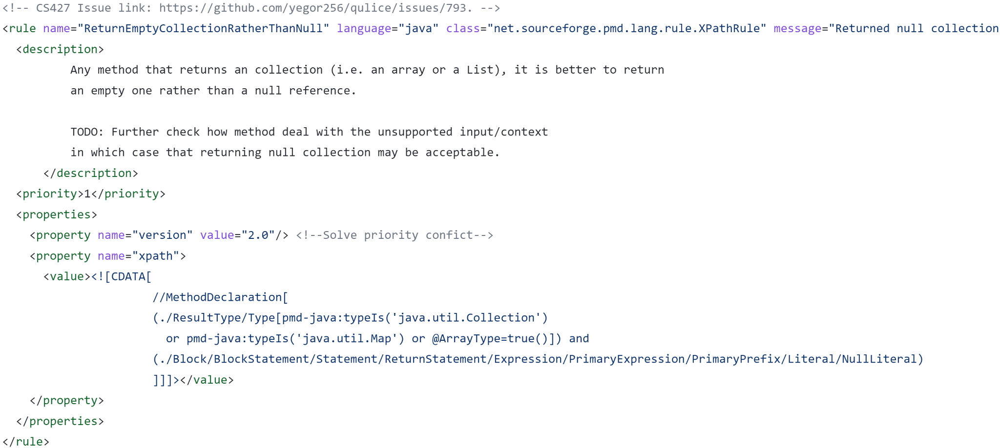 <!-- CS427 Issue link: https://github.com/yegor256/qulice/issues/793. -->
<rule name="ReturnEmptyCollectionRatherThanNull" language="java" class="net.sourceforge.pmd.lang.rule.XPathRule" message="Returned null collection
<description>
Any method that returns an collection (i.e. an array or a List), it is better to return
an empty one rather than a null reference.
TODO: Further check how method deal with the unsupported input/context
in which case that returning null collection may be acceptable.
</description>
<priority>1</priority>
<properties>
<property name="version" value="2.0"/> <!--Solve priority confict-->
<property name="xpath">
<value><![CDATA[
//MethodDeclaration[
(./ResultType/Type[pmd-java:typeIs('java.util.Collection')
or pmd-java:typeIs('java.util.Map') or @ArrayType=true()]) and
(./Block/BlockStatement/Statement/ReturnStatement/Expression/PrimaryExpression/PrimaryPrefix/Literal/NullLiteral)
]]]></value>
</property>
</properties>
</rule>